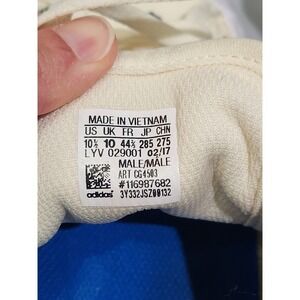 MADE IN VIETNAM
US UK FR JP CHN
10½ 10 44⅔ 285 275
LYV 029001 02/17
MALE/MÂLE
ART CG4503
#116987682
adidas 3Y332JSZ00132